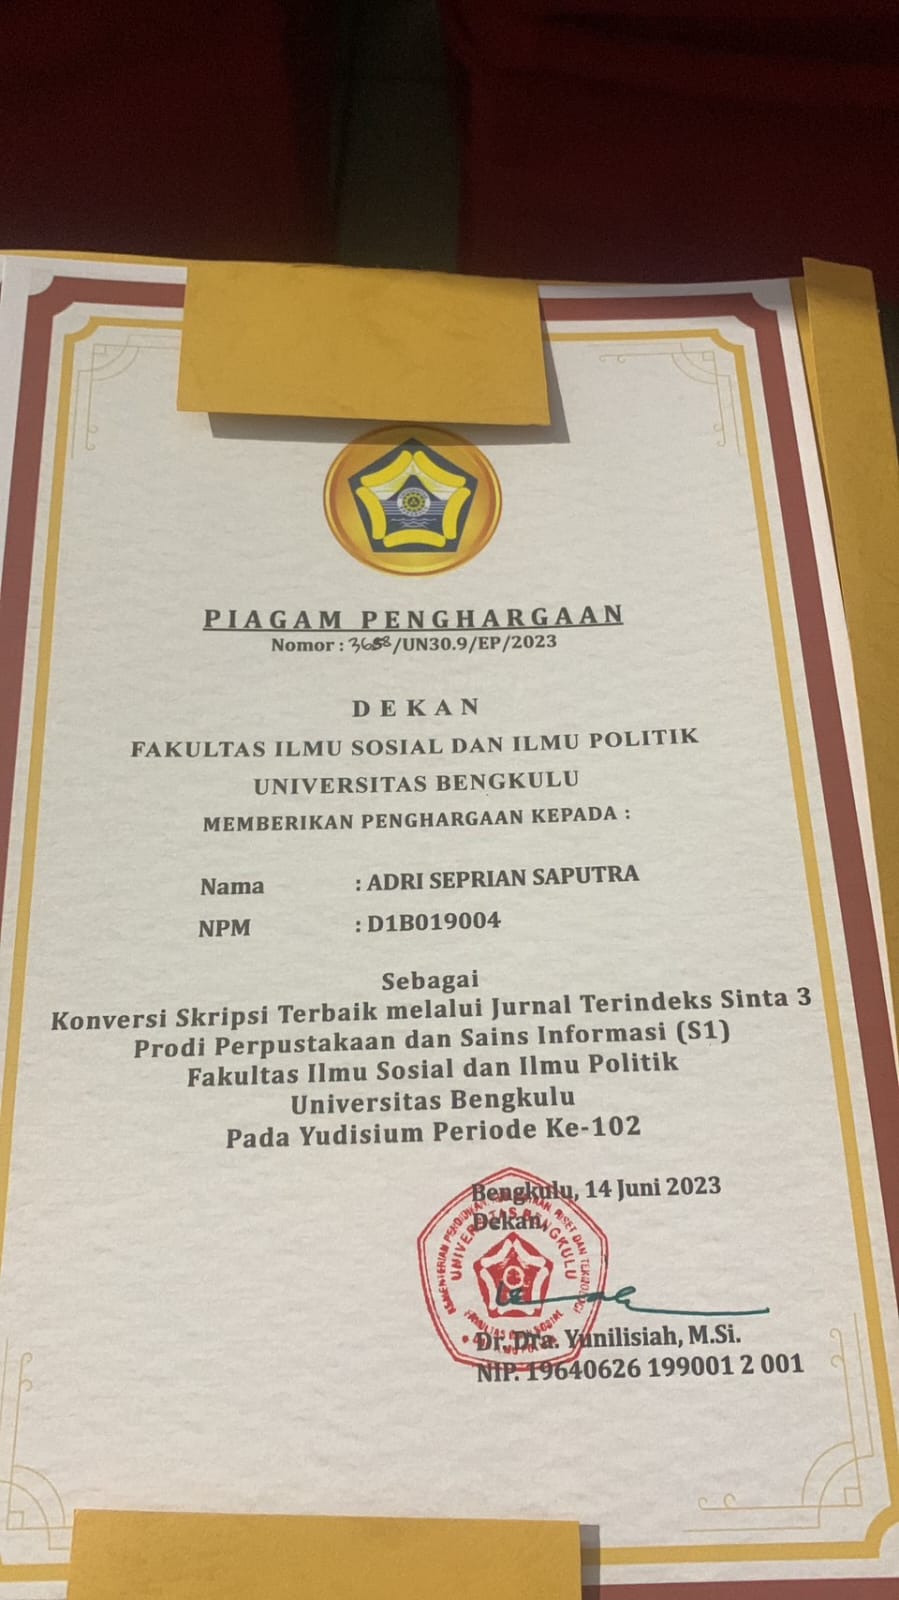 PIAGAM PENGHARGAAN
Nomor : 3658/UN30.9/EP/2023
DEKAN
FAKULTAS ILMU SOSIAL DAN ILMU POLITIK
UNIVERSITAS BENGKULU
MEMBERIKAN PENGHARGAAN KEPADA :
Nama : ADRI SEPRIAN SAPUTRA
NPM : D1B019004
Sebagai
Konversi Skripsi Terbaik melalui Jurnal Terindeks Sinta 3
Prodi Perpustakaan dan Sains Informasi (S1)
Fakultas Ilmu Sosial dan Ilmu Politik
Universitas Bengkulu
Pada Yudisium Periode Ke-102
Bengkulu, 14 Juni 2023
Dekan,
UNIVERSITAS BENGKULU
Dr.Dra. Yunilisiah, M.Si.
NIP. 19640626 199001 2 001